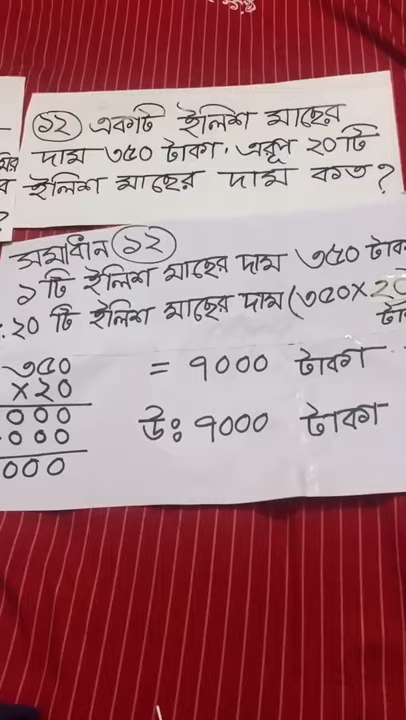 ১২ একটি ইলিশ মাছের
দাম ৩৫০ টাকা। এরূপ ২০টি
ইলিশ মাছের দাম কত?
সমাধান ১২
১ টি ইলিশ মাছের দাম ৩৫০ টাকা
২০ টি ইলিশ মাছের দাম (৩৫০×২০
টা
৩৫০
×২০
০০০
০০০
০০০
= ৭০০০ টাকা
উঃ ৭০০০ টাকা